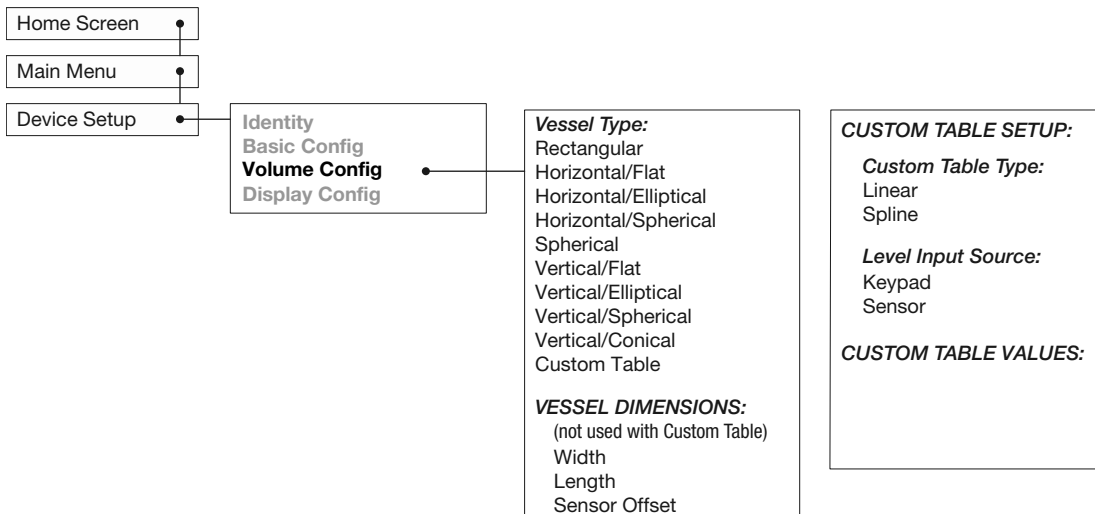 Home Screen
Main Menu
Device Setup
Identity
Basic Config
Volume Config
Display Config
Vessel Type:
Rectangular
Horizontal/Flat
Horizontal/Elliptical
Horizontal/Spherical
Spherical
Vertical/Flat
Vertical/Elliptical
Vertical/Spherical
Vertical/Conical
Custom Table
VESSEL DIMENSIONS:
(not used with Custom Table)
Width
Length
Sensor Offset
CUSTOM TABLE SETUP:
Custom Table Type:
Linear
Spline
Level Input Source:
Keypad
Sensor
CUSTOM TABLE VALUES: